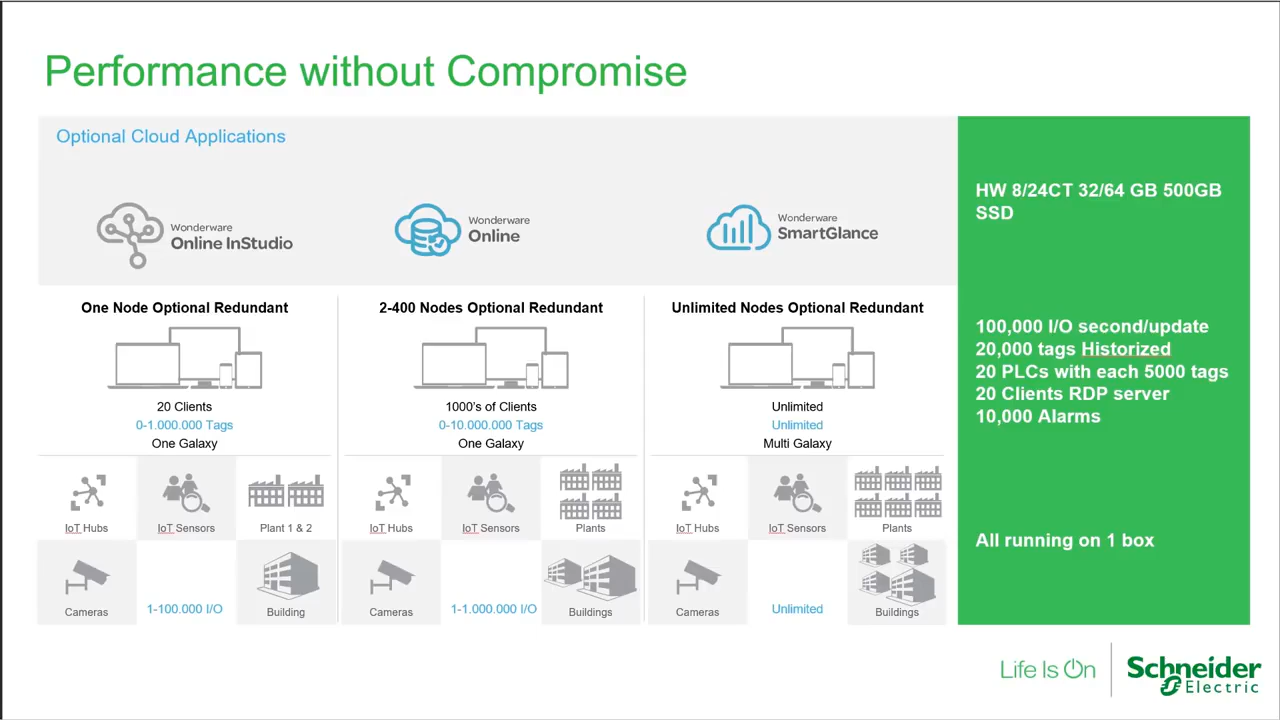 Performance without Compromise
Optional Cloud Applications
Wonderware
Online InStudio
Wonderware
Online
Wonderware
SmartGlance
One Node Optional Redundant
20 Clients
0-1.000.000 Tags
One Galaxy
IoT Hubs
IoT Sensors
Plant 1 & 2
Cameras
1-100.000 I/O
Building
2-400 Nodes Optional Redundant
1000's of Clients
0-10.000.000 Tags
One Galaxy
IoT Hubs
IoT Sensors
Plants
Cameras
1-1.000.000 I/O
Buildings
Unlimited Nodes Optional Redundant
Unlimited
Unlimited
Multi Galaxy
IoT Hubs
IoT Sensors
Plants
Cameras
Unlimited
Buildings
HW 8/24CT 32/64 GB 500GB
SSD
100,000 I/O second/update
20,000 tags Historized
20 PLCs with each 5000 tags
20 Clients RDP server
10,000 Alarms
All running on 1 box
Life Is On
Schneider
Electric